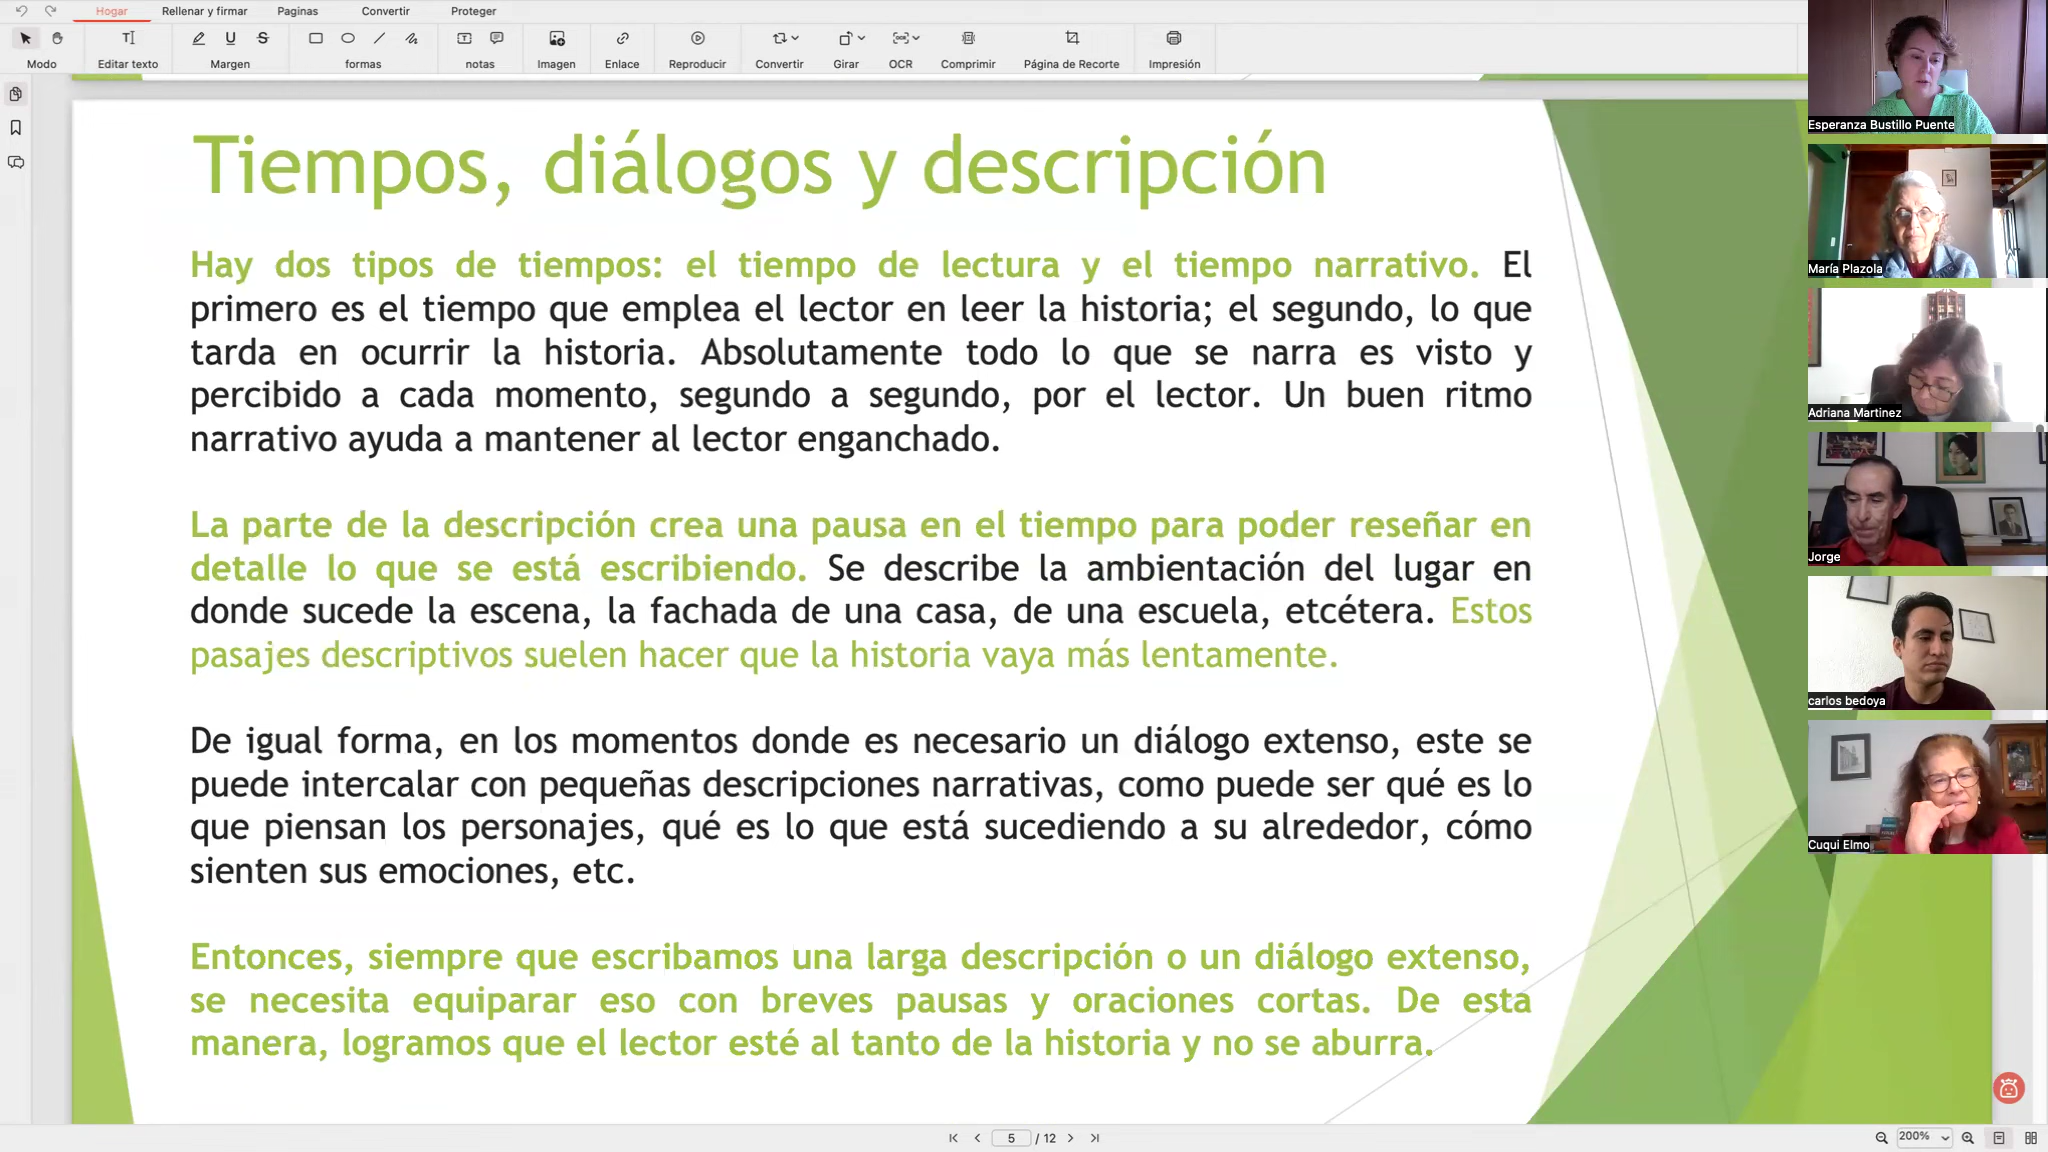 Hogar Rellenar y firmar Paginas Convertir Proteger
Modo Editar texto Margen formas notas Imagen Enlace Reproducir Convertir Girar OCR Comprimir Página de Recorte Impresión
Tiempos, diálogos y descripción
Hay dos tipos de tiempos: el tiempo de lectura y el tiempo narrativo. El
primero es el tiempo que emplea el lector en leer la historia; el segundo, lo que
tarda en ocurrir la historia. Absolutamente todo lo que se narra es visto y
percibido a cada momento, segundo a segundo, por el lector. Un buen ritmo
narrativo ayuda a mantener al lector enganchado.
La parte de la descripción crea una pausa en el tiempo para poder reseñar en
detalle lo que se está escribiendo. Se describe la ambientación del lugar en
donde sucede la escena, la fachada de una casa, de una escuela, etcétera. Estos
pasajes descriptivos suelen hacer que la historia vaya más lentamente.
De igual forma, en los momentos donde es necesario un diálogo extenso, este se
puede intercalar con pequeñas descripciones narrativas, como puede ser qué es lo
que piensan los personajes, qué es lo que está sucediendo a su alrededor, cómo
sienten sus emociones, etc.
Entonces, siempre que escribamos una larga descripción o un diálogo extenso,
se necesita equiparar eso con breves pausas y oraciones cortas. De esta
manera, logramos que el lector esté al tanto de la historia y no se aburra.
Esperanza Bustillo Puente
María Plazola
Adriana Martinez
Jorge
carlos bedoya
Cuqui Elmo
5 / 12
200%